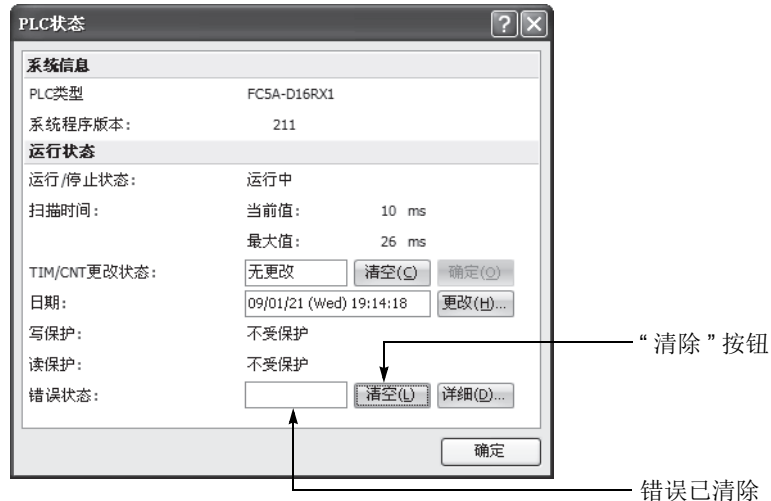 PLC状态
系统信息
PLC类型 FC5A-D16RX1
系统程序版本: 211
运行状态
运行/停止状态: 运行中
扫描时间: 当前值: 10 ms
最大值: 26 ms
TIM/CNT更改状态: 无更改 清空(C) 确定(O)
日期: 09/01/21 (Wed) 19:14:18 更改(H)...
写保护: 不受保护
“清除”按钮
读保护: 不受保护
错误状态: 清空(L) 详细(D)...
确定
错误已清除